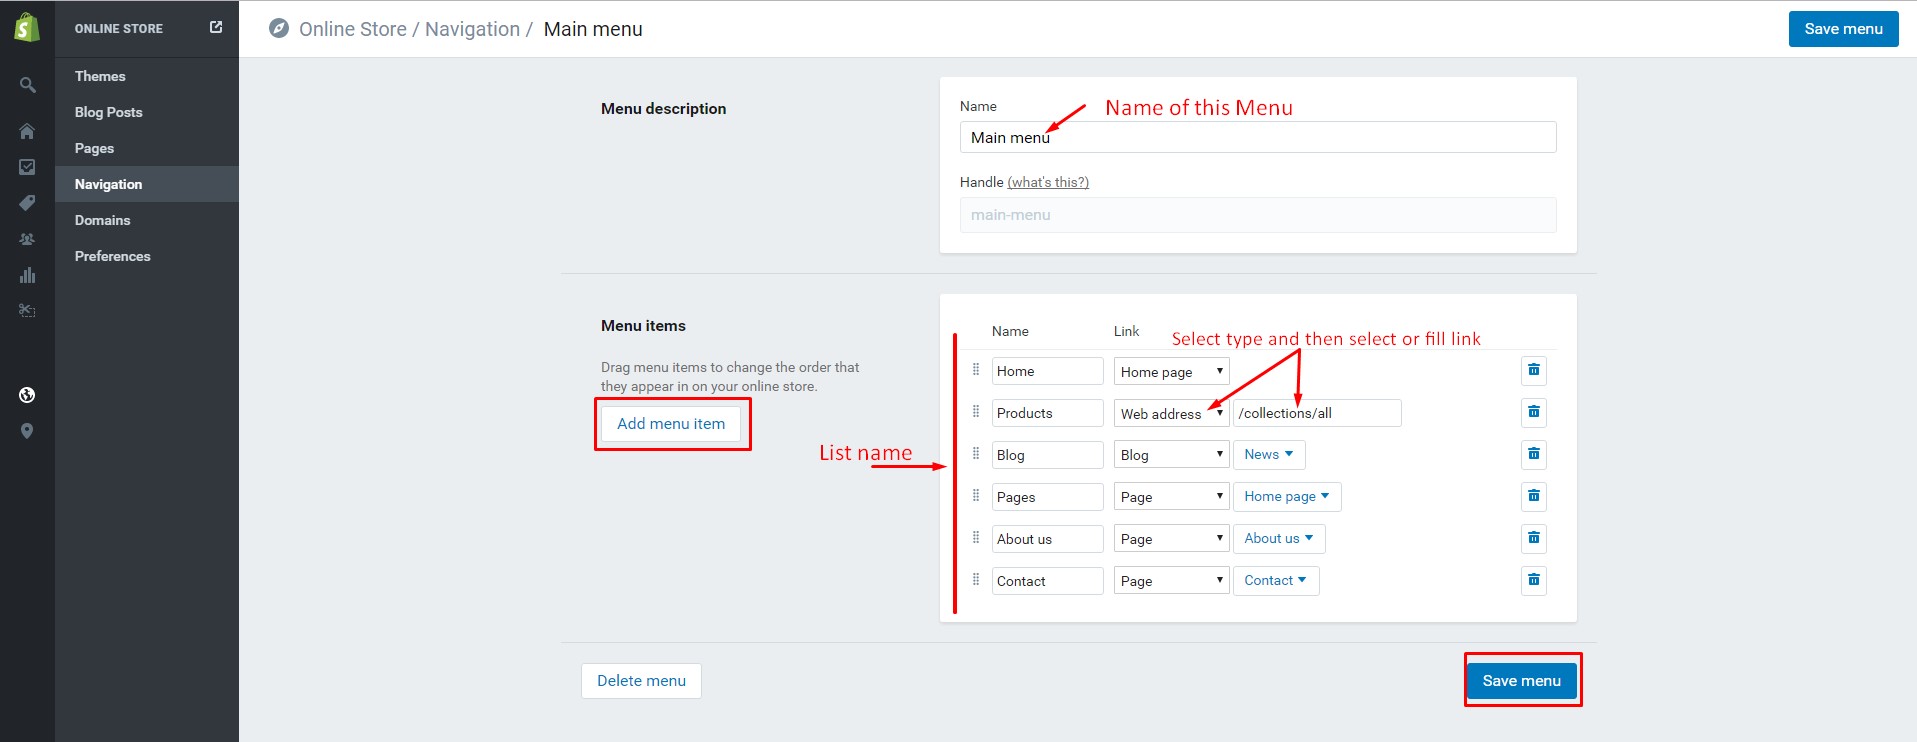 ONLINE STORE
Themes
Blog Posts
Pages
Navigation
Domains
Preferences
Online Store / Navigation / Main menu
Save menu
Menu description
Name
Name of this Menu
Main menu
Handle (what's this?)
main-menu
Menu items
Drag menu items to change the order that
they appear in on your online store.
Add menu item
List name
Name Link
Select type and then select or fill link
Home Home page
Products Web address /collections/all
Blog Blog News
Pages Page Home page
About us Page About us
Contact Page Contact
Delete menu
Save menu